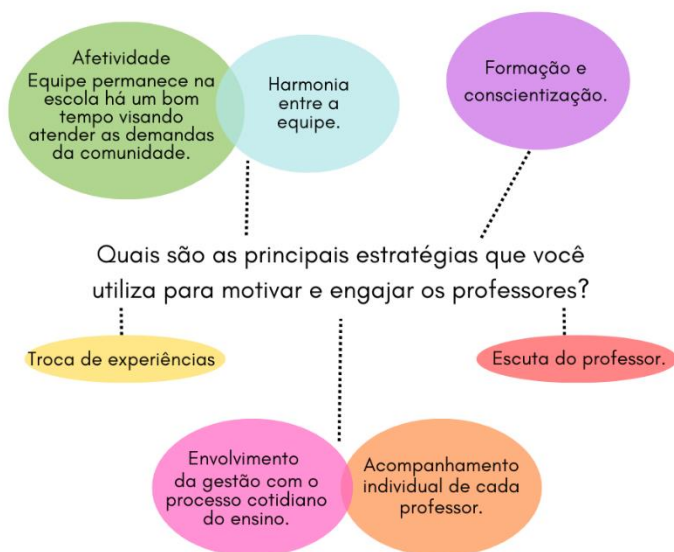 Afetividade
Equipe permanece na
escola há um bom
tempo visando
atender as demandas
da comunidade.
Harmonia
entre a
equipe.
Formação e
conscientização.
Quais são as principais estratégias que você
utiliza para motivar e engajar os professores?
Troca de experiências
Escuta do professor.
Envolvimento
da gestão com o
processo cotidiano
do ensino.
Acompanhamento
individual de cada
professor.